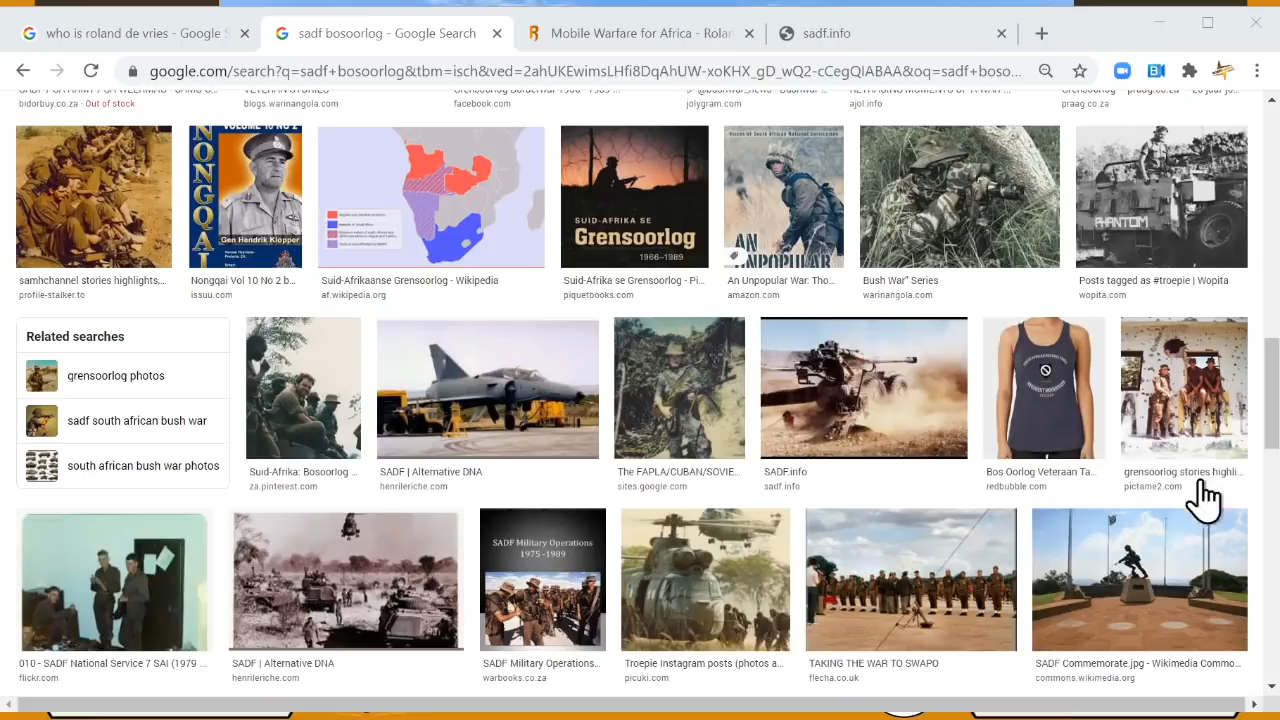 who is roland de vries - Google S
sadf bosoorlog - Google Search
Mobile Warfare for Africa - Rolan
sadf.info
google.com/search?q=sadf+bosoorlog&tbm=isch&ved=2ahUKEwimsLHfi8DqAhUW-xoKHX_gD_wQ2-cCegQIABAA&oq=sadf+boso...
bidorbuy.co.za · Out of stock
blogs.warinangola.com
facebook.com
jolygram.com
ajol.info
praag.co.za
NONGQAI
VOLUME 10 NO 2
Gen Hendrik Klopper
SUID-AFRIKA SE
Grensoorlog
1966–1989
AN
UNPOPULAR
PHANTOM
samhchannel stories highlights,...
profile-stalker.to
Nongqai Vol 10 No 2 b...
issuu.com
Suid-Afrikaanse Grensoorlog - Wikipedia
af.wikipedia.org
Suid-Afrika se Grensoorlog - Pi...
piquetbooks.com
An Unpopular War: Tho...
amazon.com
Bush War" Series
warinangola.com
Posts tagged as #troepie | Wopita
wopita.com
Related searches
grensoorlog photos
sadf south african bush war
south african bush war photos
Suid-Afrika: Bosoorlog ...
za.pinterest.com
SADF | Alternative DNA
henrileriche.com
The FAPLA/CUBAN/SOVIE...
sites.google.com
SADF.info
sadf info
Bos Oorlog Veteraan Ta...
redbubble.com
grensoorlog stories highli...
pictame2.com
SADF Military Operations
1975 -1989
010 - SADF National Service 7 SAI (1979 ...
flickr.com
SADF | Alternative DNA
henrileriche.com
SADF Military Operations...
warbooks.co.za
Troepie Instagram posts (photos a...
picuki.com
TAKING THE WAR TO SWAPO
flecha.co.uk
SADF Commemorate.jpg - Wikimedia Commo...
commons.wikimedia.org